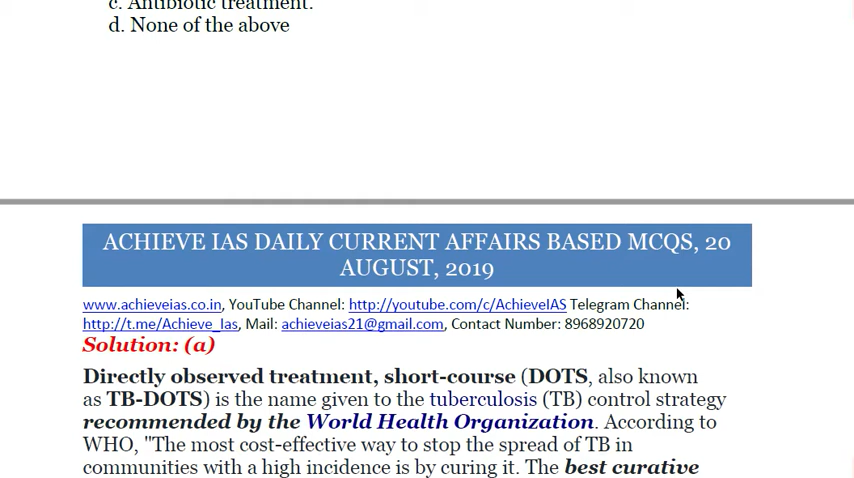 c. Antibiotic treatment.
d. None of the above
ACHIEVE IAS DAILY CURRENT AFFAIRS BASED MCQS, 20
AUGUST, 2019
www.achieveias.co.in, YouTube Channel: http://youtube.com/c/AchieveIAS Telegram Channel:
http://t.me/Achieve_Ias, Mail: achieveias21@gmail.com, Contact Number: 8968920720
Solution: (a)
Directly observed treatment, short-course (DOTS, also known
as TB-DOTS) is the name given to the tuberculosis (TB) control strategy
recommended by the World Health Organization. According to
WHO, "The most cost-effective way to stop the spread of TB in
communities with a high incidence is by curing it. The best curative